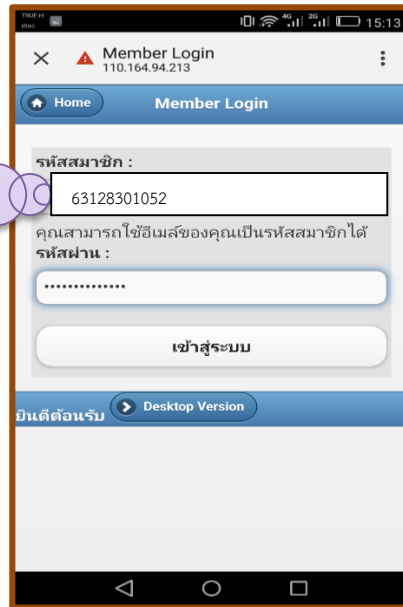 TRUE-H
dtac
4G
2G
15:13
Member Login
110.164.94.213
Home
Member Login
รหัสสมาชิก :
63128301052
คุณสามารถใช้อีเมล์ของคุณเป็นรหัสสมาชิกได้
รหัสผ่าน :
••••••••••••••
เข้าสู่ระบบ
ยินดีต้อนรับ
Desktop Version